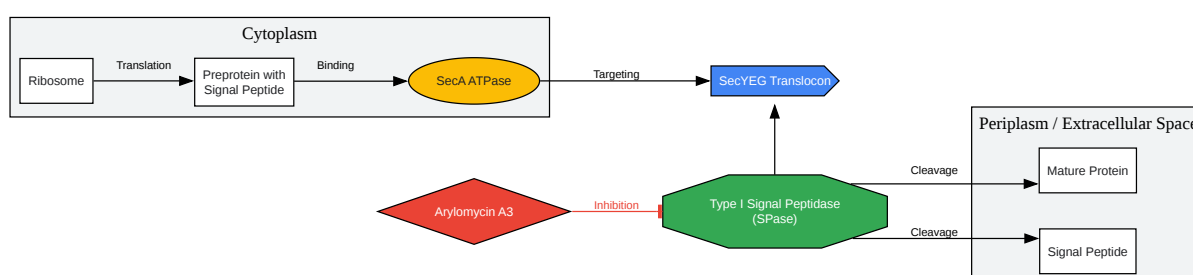 Cytoplasm
Ribosome
Translation
Preprotein with
Signal Peptide
Binding
SecA ATPase
Targeting
SecYEG Translocon
Periplasm / Extracellular Space
Cleavage
Mature Protein
Arylomycin A3
Inhibition
Type I Signal Peptidase
(SPase)
Cleavage
Signal Peptide